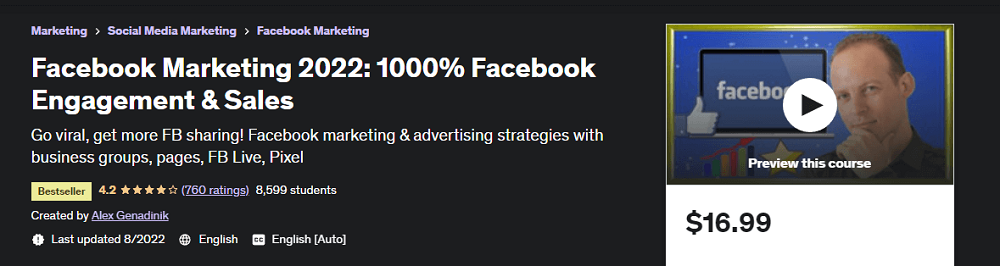 Marketing > Social Media Marketing > Facebook Marketing
Facebook Marketing 2022: 1000% Facebook
Engagement & Sales
Go viral, get more FB sharing! Facebook marketing & advertising strategies with
business groups, pages, FB Live, Pixel
Bestseller 4.2 (760 ratings) 8,599 students
Created by Alex Genadinik
Last updated 8/2022 English CC English [Auto]
faceboo
Preview this course
$16.99